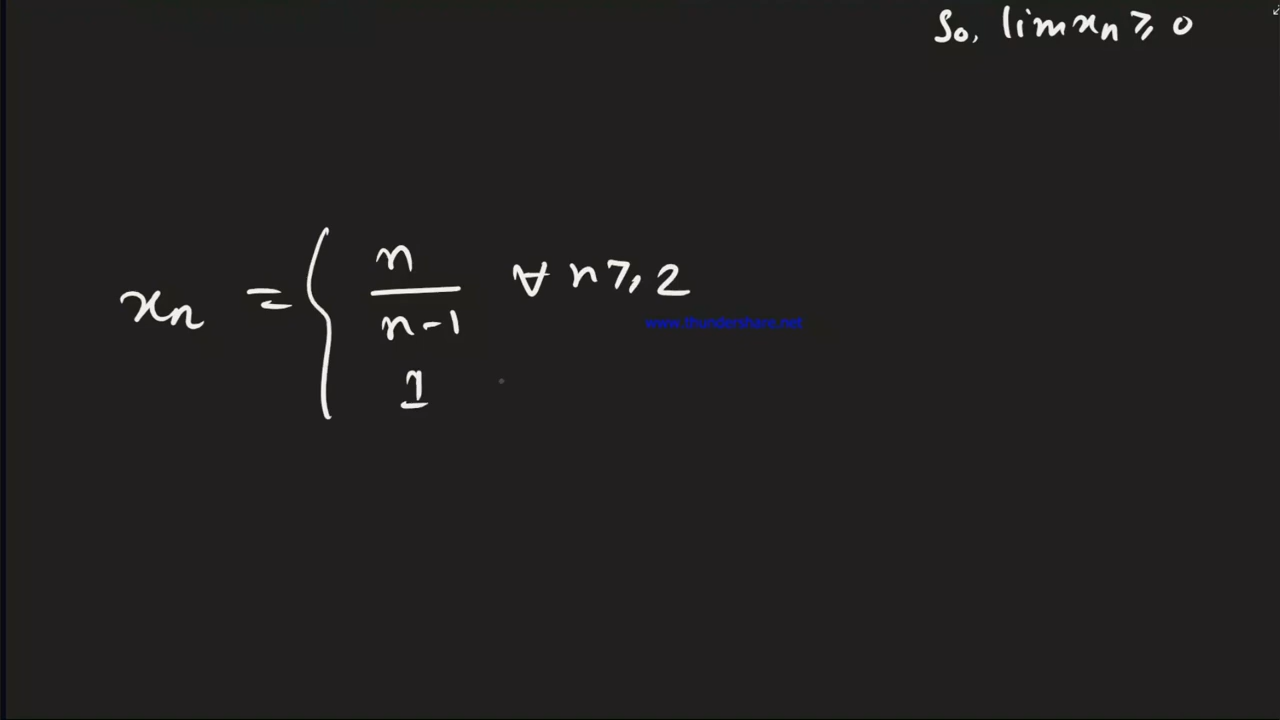 So, lim xn ⩾ 0
xn = { n / n-1 ∀ n ⩾ 2
www.thundershare.net
1